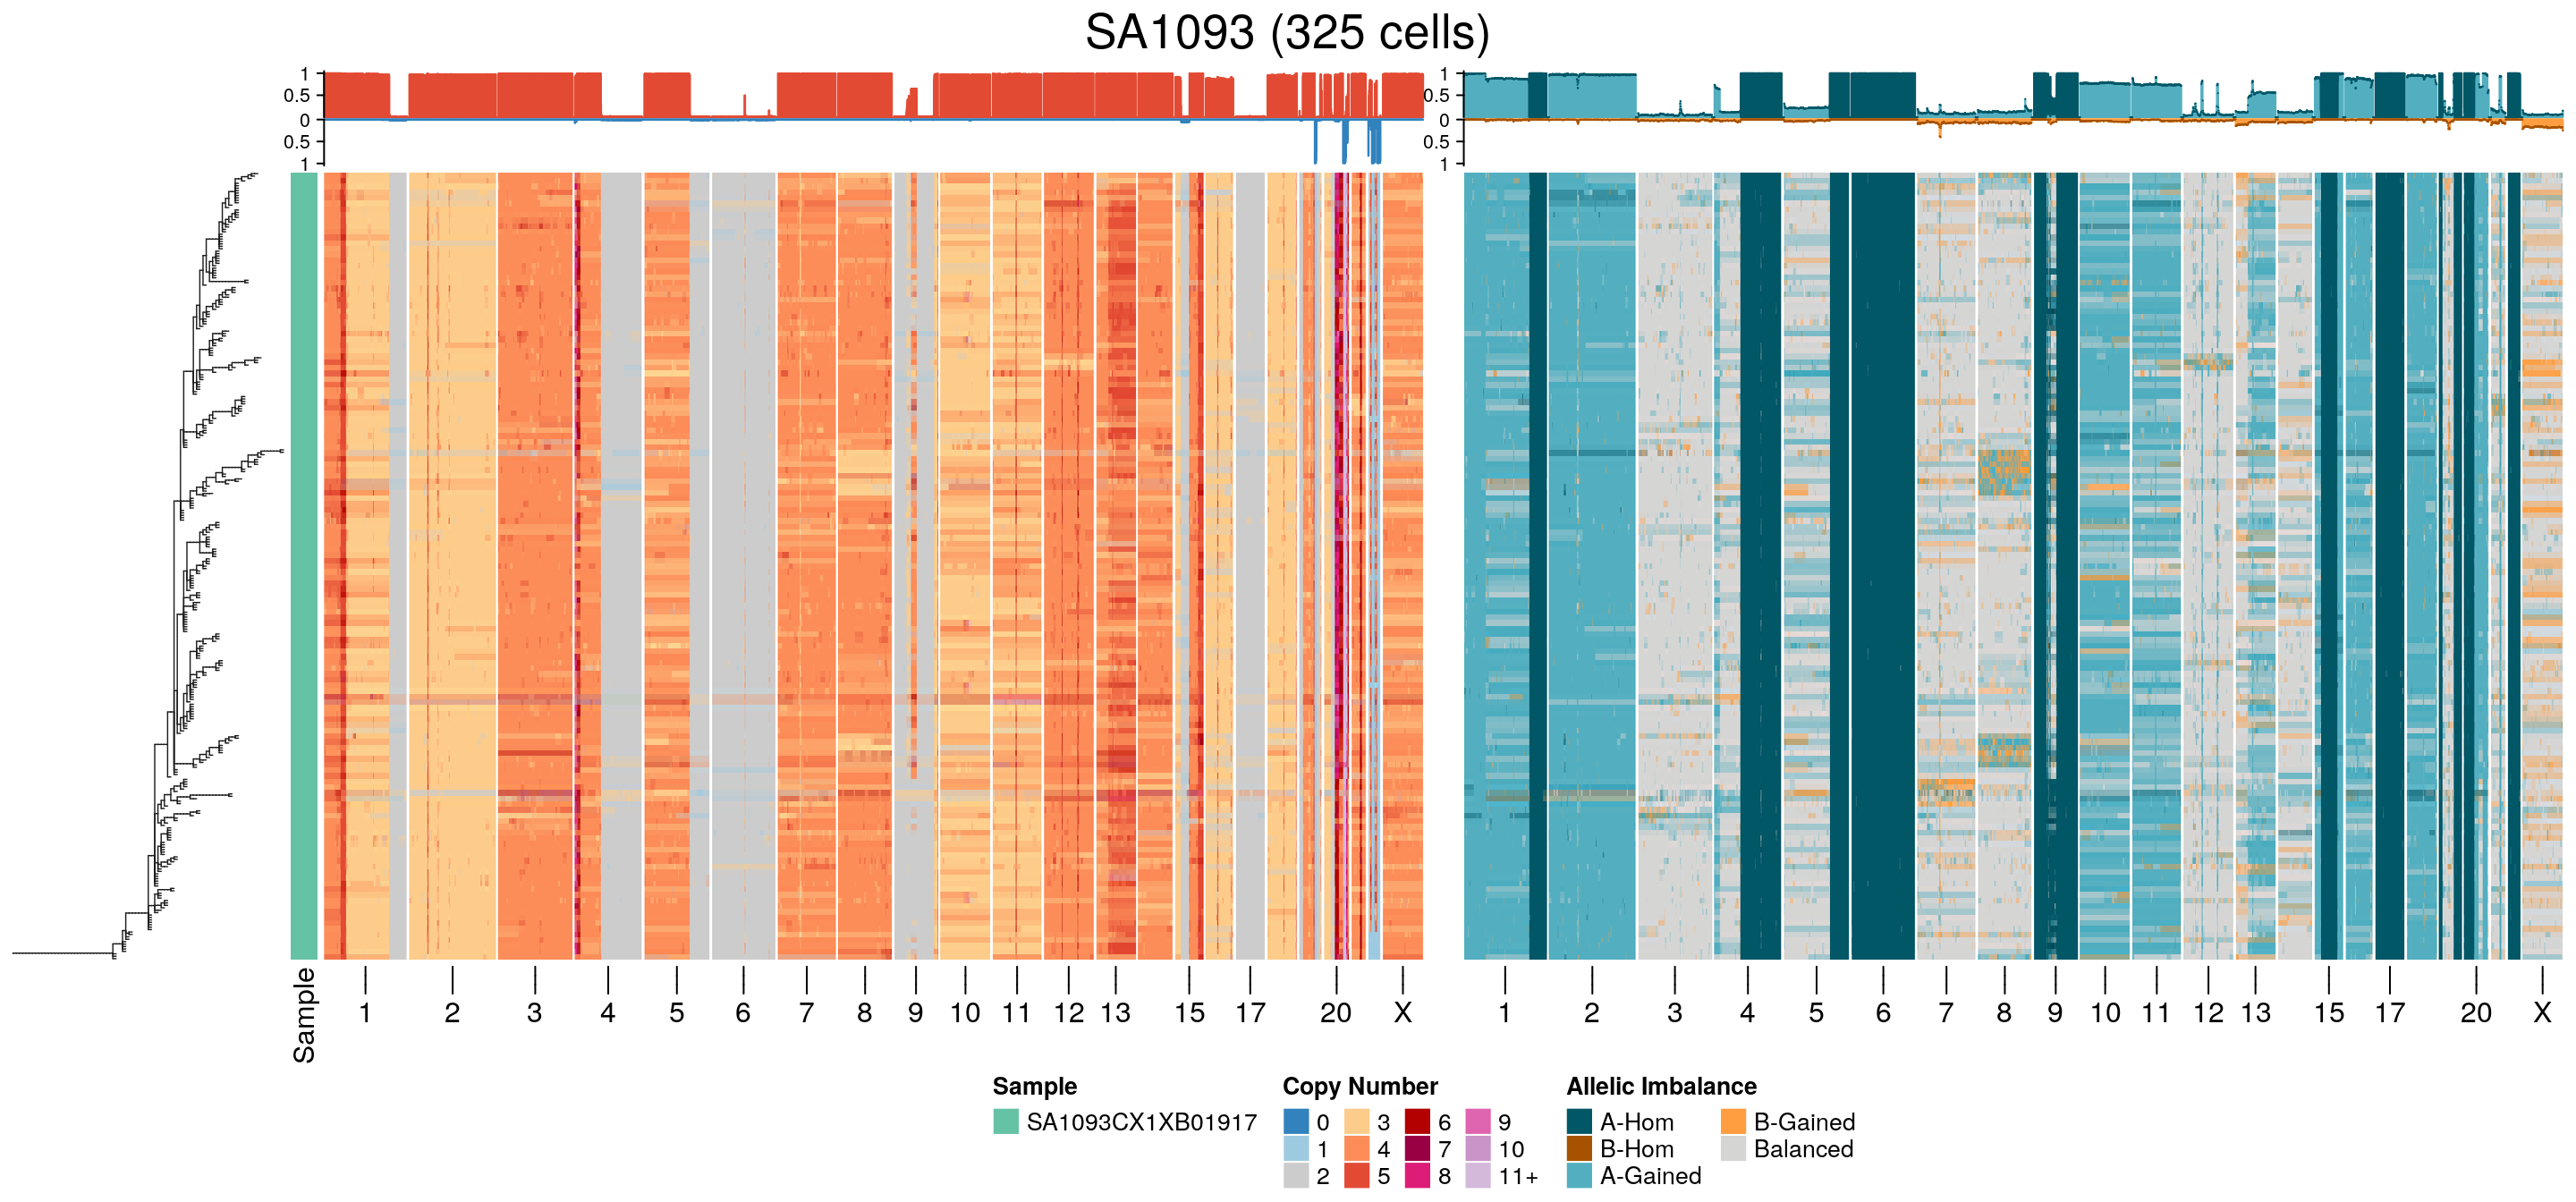 SA1093 (325 cells)
1
0.5
0
0.5
1
1
0.5
0
0.5
1
Sample
1 2 3 4 5 6 7 8 9 10 11 12 13 15 17 20 X
1 2 3 4 5 6 7 8 9 10 11 12 13 15 17 20 X
Sample
SA1093CX1XB01917
Copy Number
0 3 6 9
1 4 7 10
2 5 8 11+
Allelic Imbalance
A-Hom B-Gained
B-Hom Balanced
A-Gained